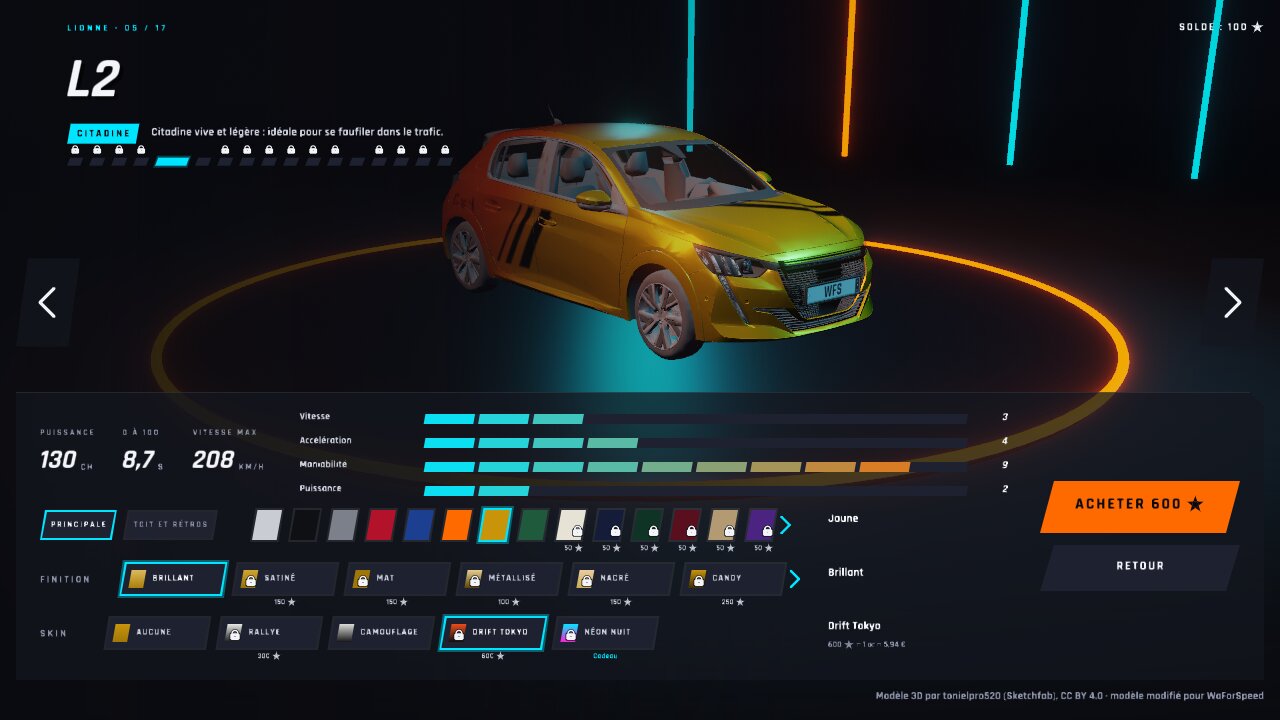 LIONNE · 05 / 17
SOLDE : 100 ★
L2
CITADINE
Citadine vive et légère : idéale pour se faufiler dans le trafic.
WFS
PUISSANCE
130 CH
0 À 100
8,7 S
VITESSE MAX
208 KM/H
Vitesse 3
Accélération 4
Maniabilité 9
Puissance 2
ACHETER 600 ★
RETOUR
PRINCIPALE
TOIT ET RÉTROS
50 ★ 50 ★ 50 ★ 50 ★ 50 ★ 50 ★
Jaune
FINITION
BRILLANT
SATINÉ
150 ★
MAT
150 ★
MÉTALLISÉ
100 ★
NACRÉ
150 ★
CANDY
250 ★
Brillant
SKIN
AUCUNE
RALLYE
300 ★
CAMOUFLAGE
DRIFT TOKYO
600 ★
NÉON NUIT
Cadeau
Drift Tokyo
600 ★
5,94 €
Modèle 3D par tonielpro520 (Sketchfab), CC BY 4.0 · modèle modifié pour WaForSpeed